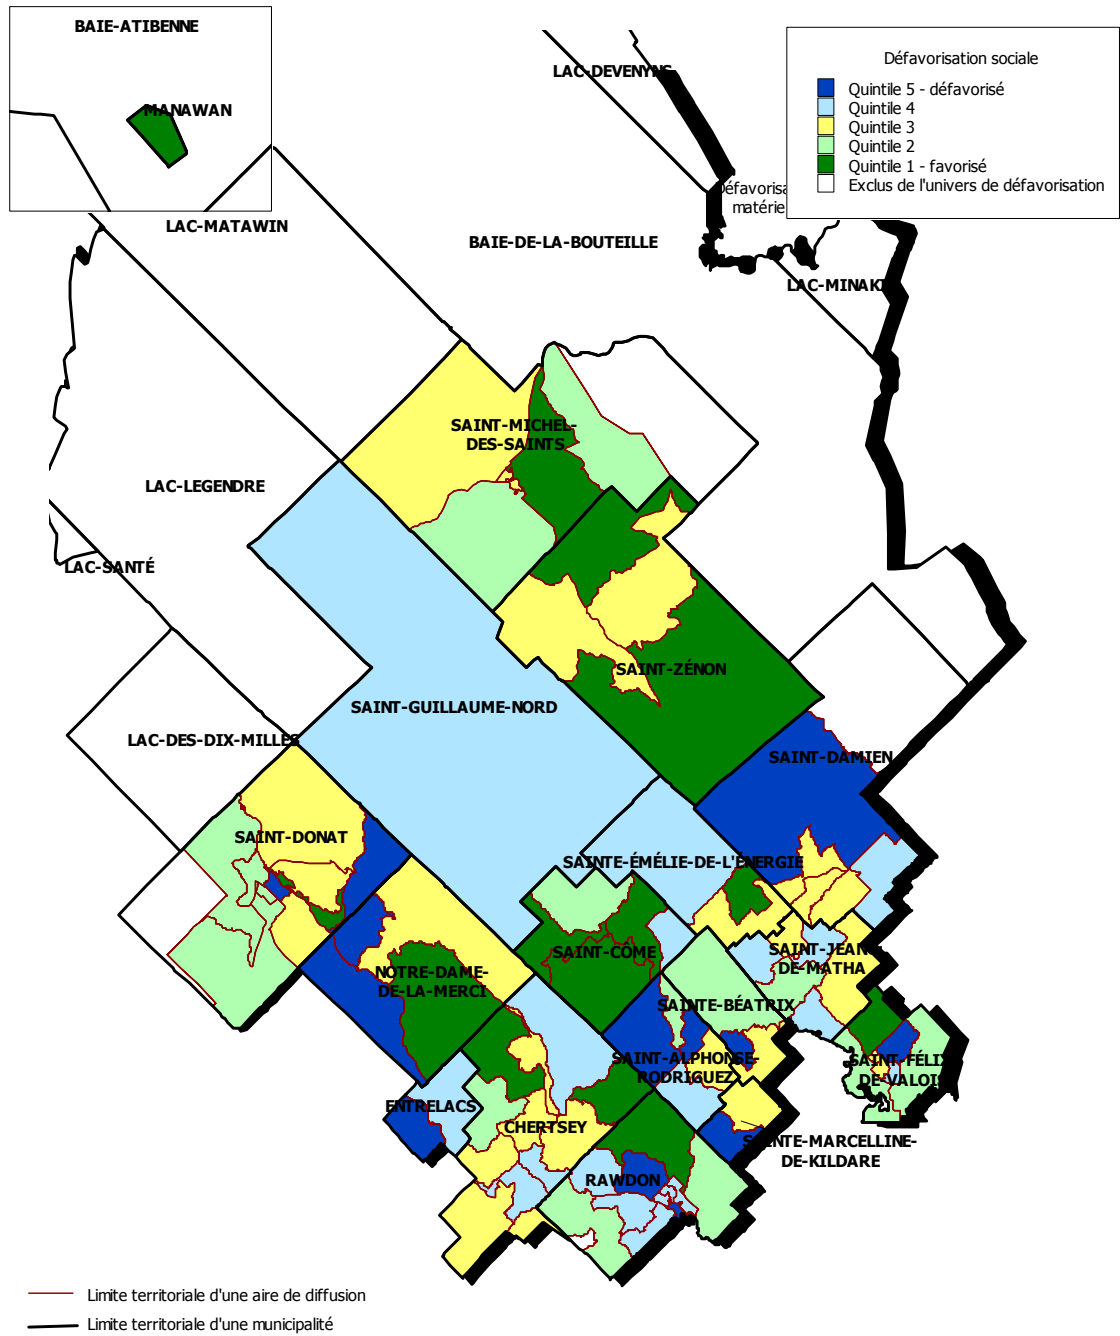 BAIE-ATIBENNE
MANAWAN
LAC-DEVENYNS
Défavorisation sociale
Quintile 5 - défavorisé
Quintile 4
Quintile 3
Quintile 2
Quintile 1 - favorisé
Exclus de l'univers de défavorisation
Défavorisa
matérie
LAC-MATAWIN
BAIE-DE-LA-BOUTEILLE
LAC-MINAKI
SAINT-MICHEL-
DES-SAINTS
LAC-LEGENDRE
LAC-SANTÉ
SAINT-ZÉNON
SAINT-GUILLAUME-NORD
LAC-DES-DIX-MILLES
SAINT-DAMIEN
SAINT-DONAT
SAINTE-ÉMÉLIE-DE-L'ÉNERGIE
SAINT-CÔME
SAINT-JEAN-
DE-MATHA
NOTRE-DAME-
DE-LA-MERCI
SAINTE-BÉATRIX
SAINT-ALPHONSE-
RODRIGUEZ
SAINT-FÉLIX-
DE-VALOIS
ENTRELACS
CHERTSEY
SAINTE-MARCELLINE-
DE-KILDARE
RAWDON
Limite territoriale d'une aire de diffusion
Limite territoriale d'une municipalité